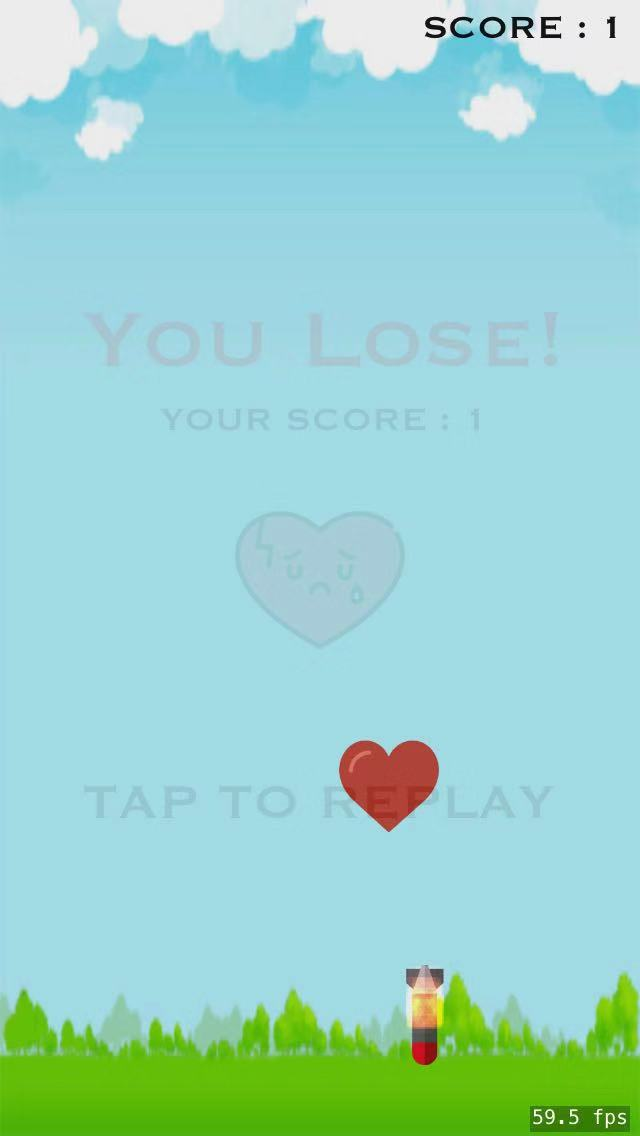 SCORE : 1
YOU LOSE!
YOUR SCORE : 1
TAP TO REPLAY
59.5 fps